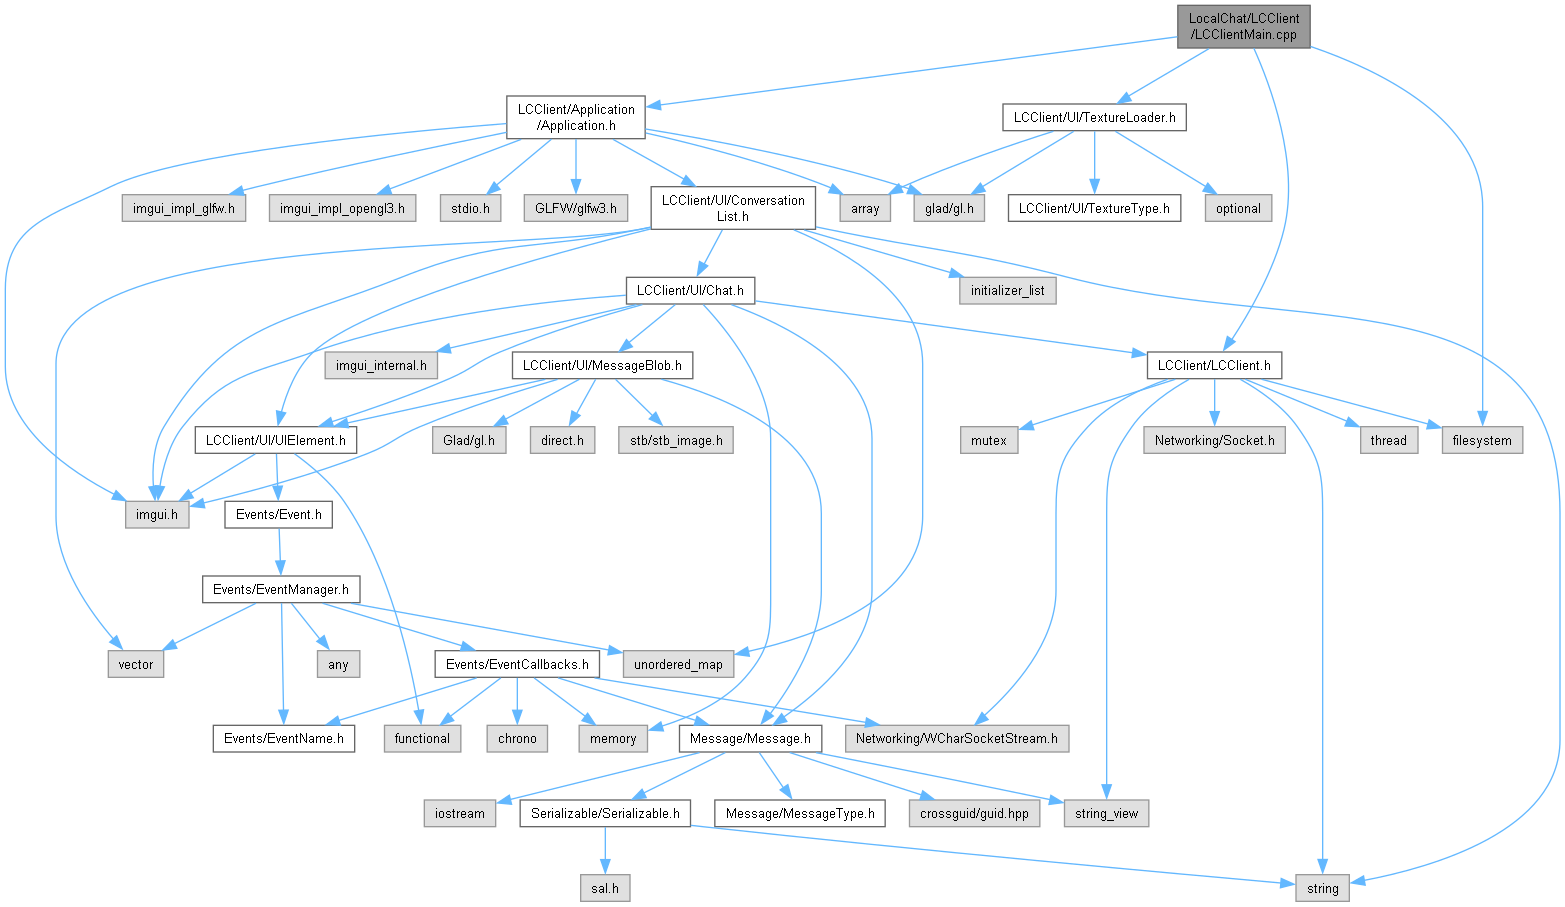 LocalChat/LCClient
/LCClientMain.cpp
LCClient/Application
/Application.h
LCClient/UI/TextureLoader.h
imgui_impl_glfw.h
imgui_impl_opengl3.h
stdio.h
GLFW/glfw3.h
LCClient/UI/Conversation
List.h
array
glad/gl.h
LCClient/UI/TextureType.h
optional
LCClient/UI/Chat.h
initializer_list
imgui_internal.h
LCClient/UI/MessageBlob.h
LCClient/LCClient.h
LCClient/UI/UIElement.h
Glad/gl.h
direct.h
stb/stb_image.h
mutex
Networking/Socket.h
thread
filesystem
imgui.h
Events/Event.h
Events/EventManager.h
vector
any
Events/EventCallbacks.h
unordered_map
Events/EventName.h
functional
chrono
memory
Message/Message.h
Networking/WCharSocketStream.h
iostream
Serializable/Serializable.h
Message/MessageType.h
crossguid/guid.hpp
string_view
sal.h
string